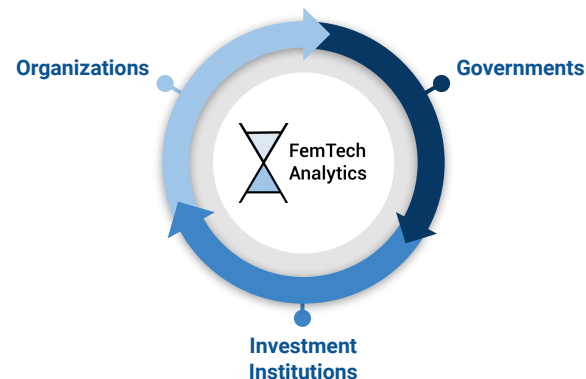 Organizations
Governments
FemTech
Analytics
Investment
Institutions